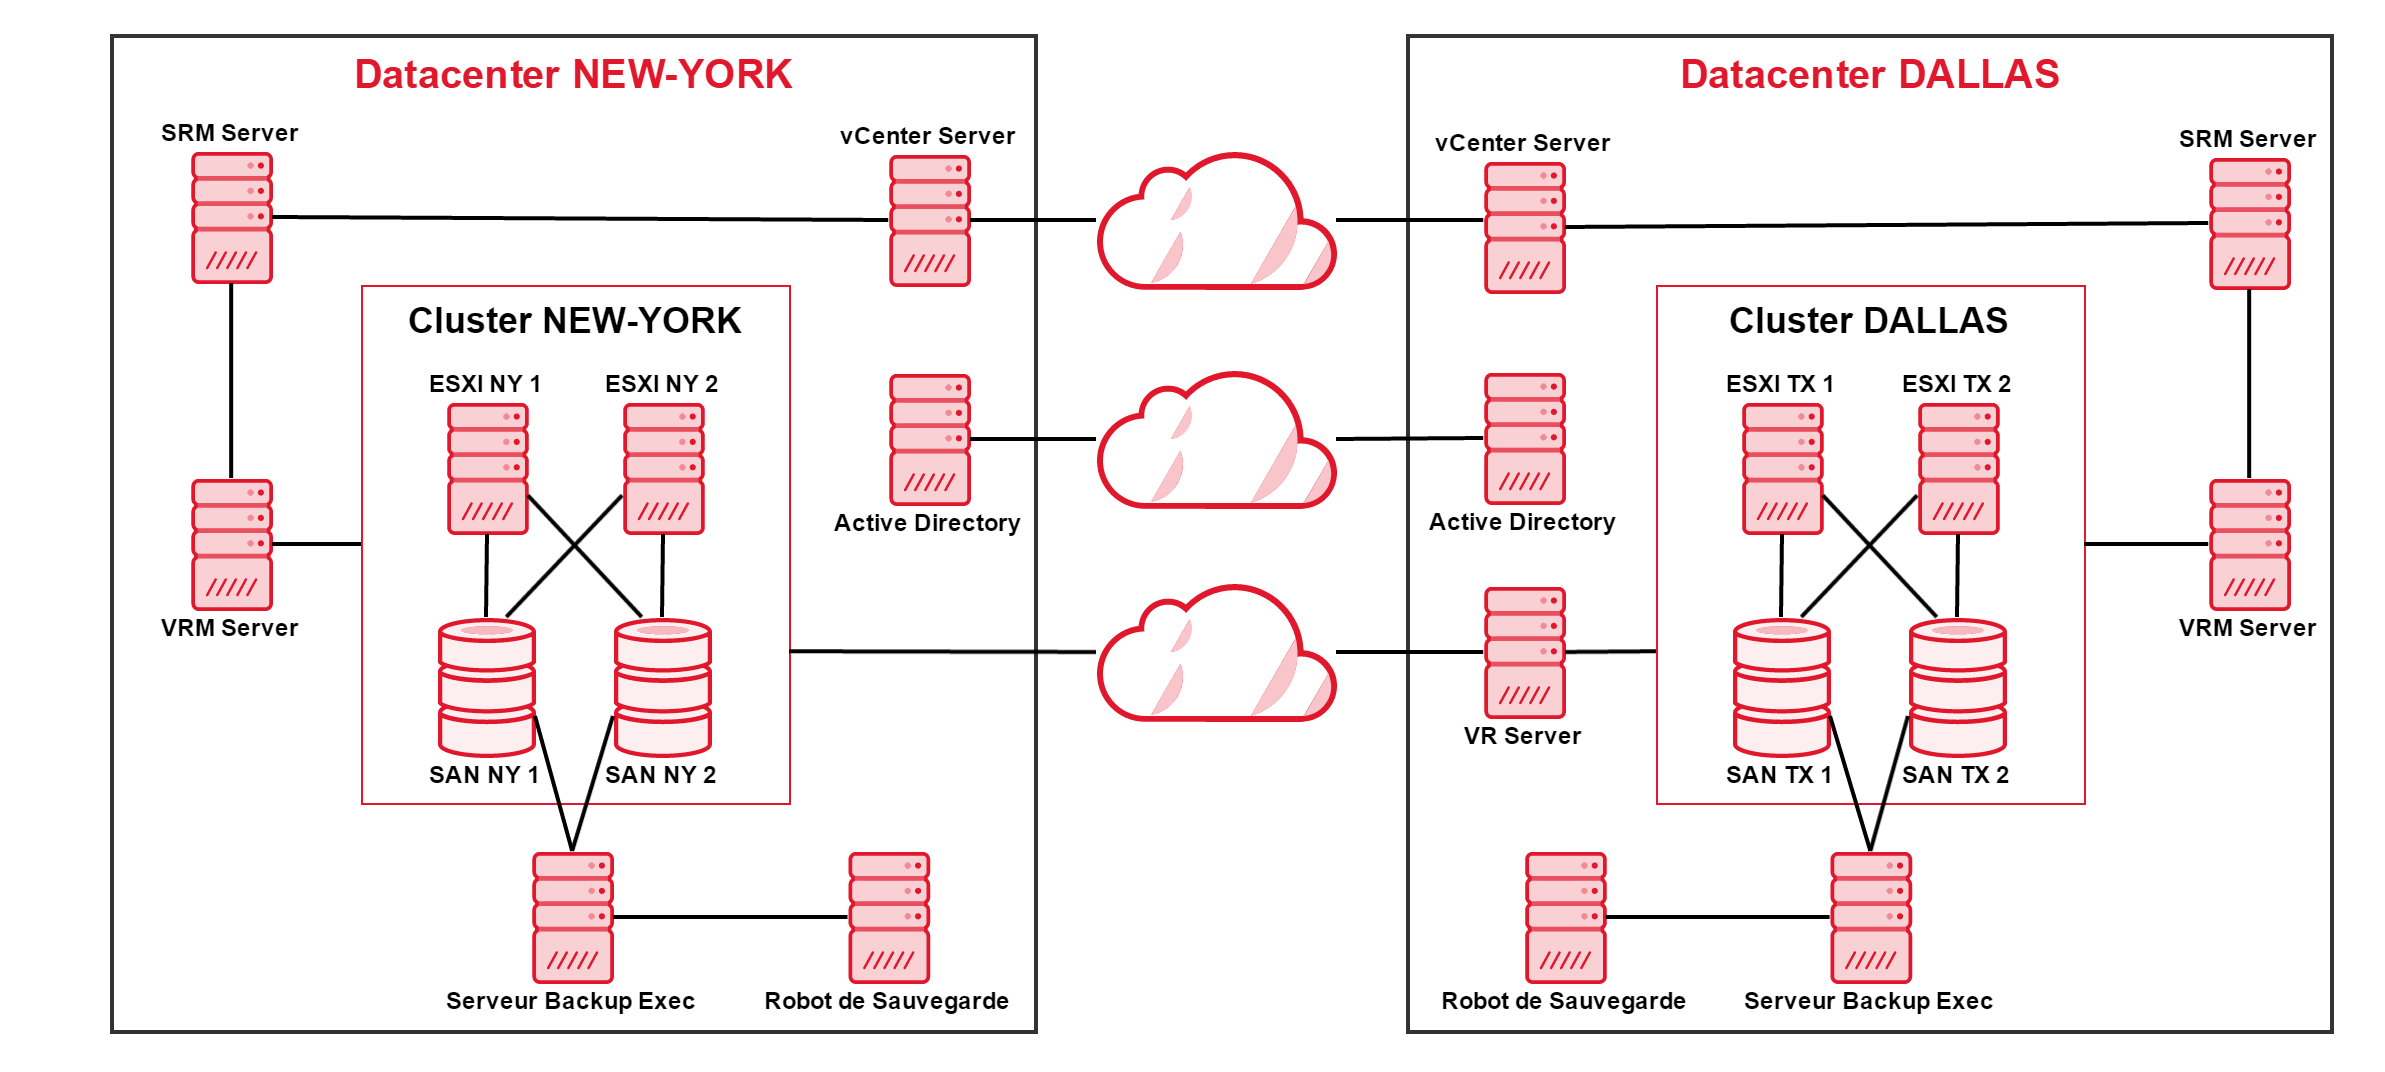 Datacenter NEW-YORK
SRM Server
vCenter Server
Cluster NEW-YORK
ESXI NY 1
ESXI NY 2
Active Directory
VRM Server
SAN NY 1
SAN NY 2
Serveur Backup Exec
Robot de Sauvegarde
Datacenter DALLAS
vCenter Server
SRM Server
Cluster DALLAS
ESXI TX 1
ESXI TX 2
Active Directory
VRM Server
VR Server
SAN TX 1
SAN TX 2
Robot de Sauvegarde
Serveur Backup Exec